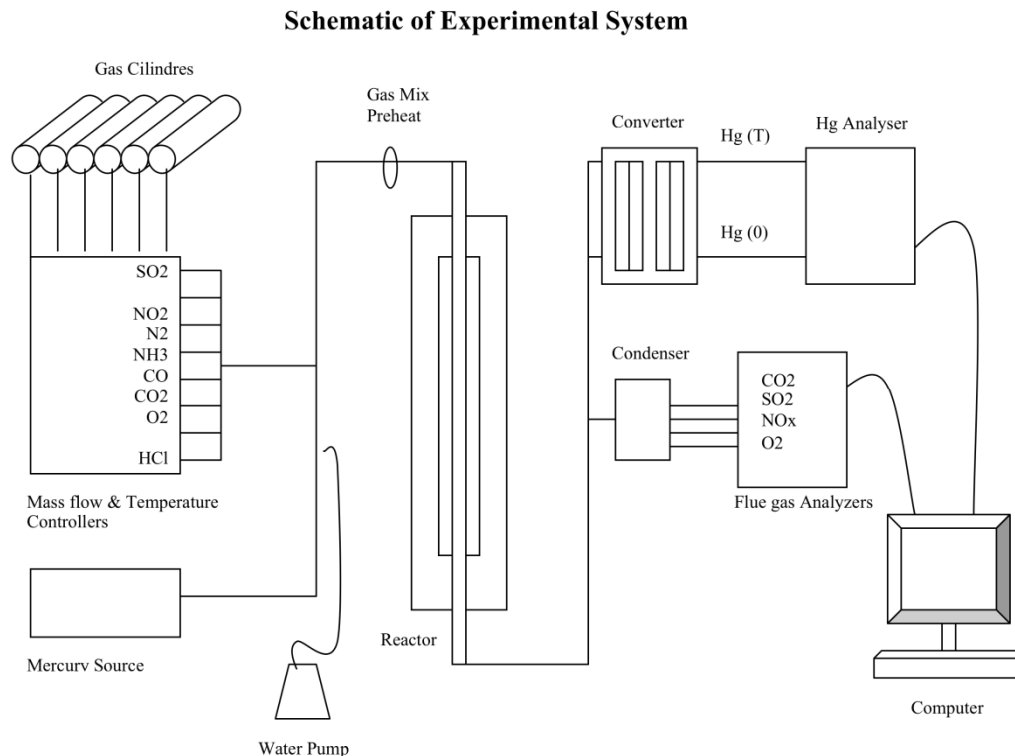 Schematic of Experimental System
Gas Cilindres
Gas Mix
Preheat
Converter
Hg (T)
Hg Analyser
Hg (0)
SO2
NO2
N2
NH3
CO
CO2
O2
HCl
Mass flow & Temperature
Controllers
Condenser
CO2
SO2
NOx
O2
Flue gas Analyzers
Mercury Source
Reactor
Water Pump
Computer